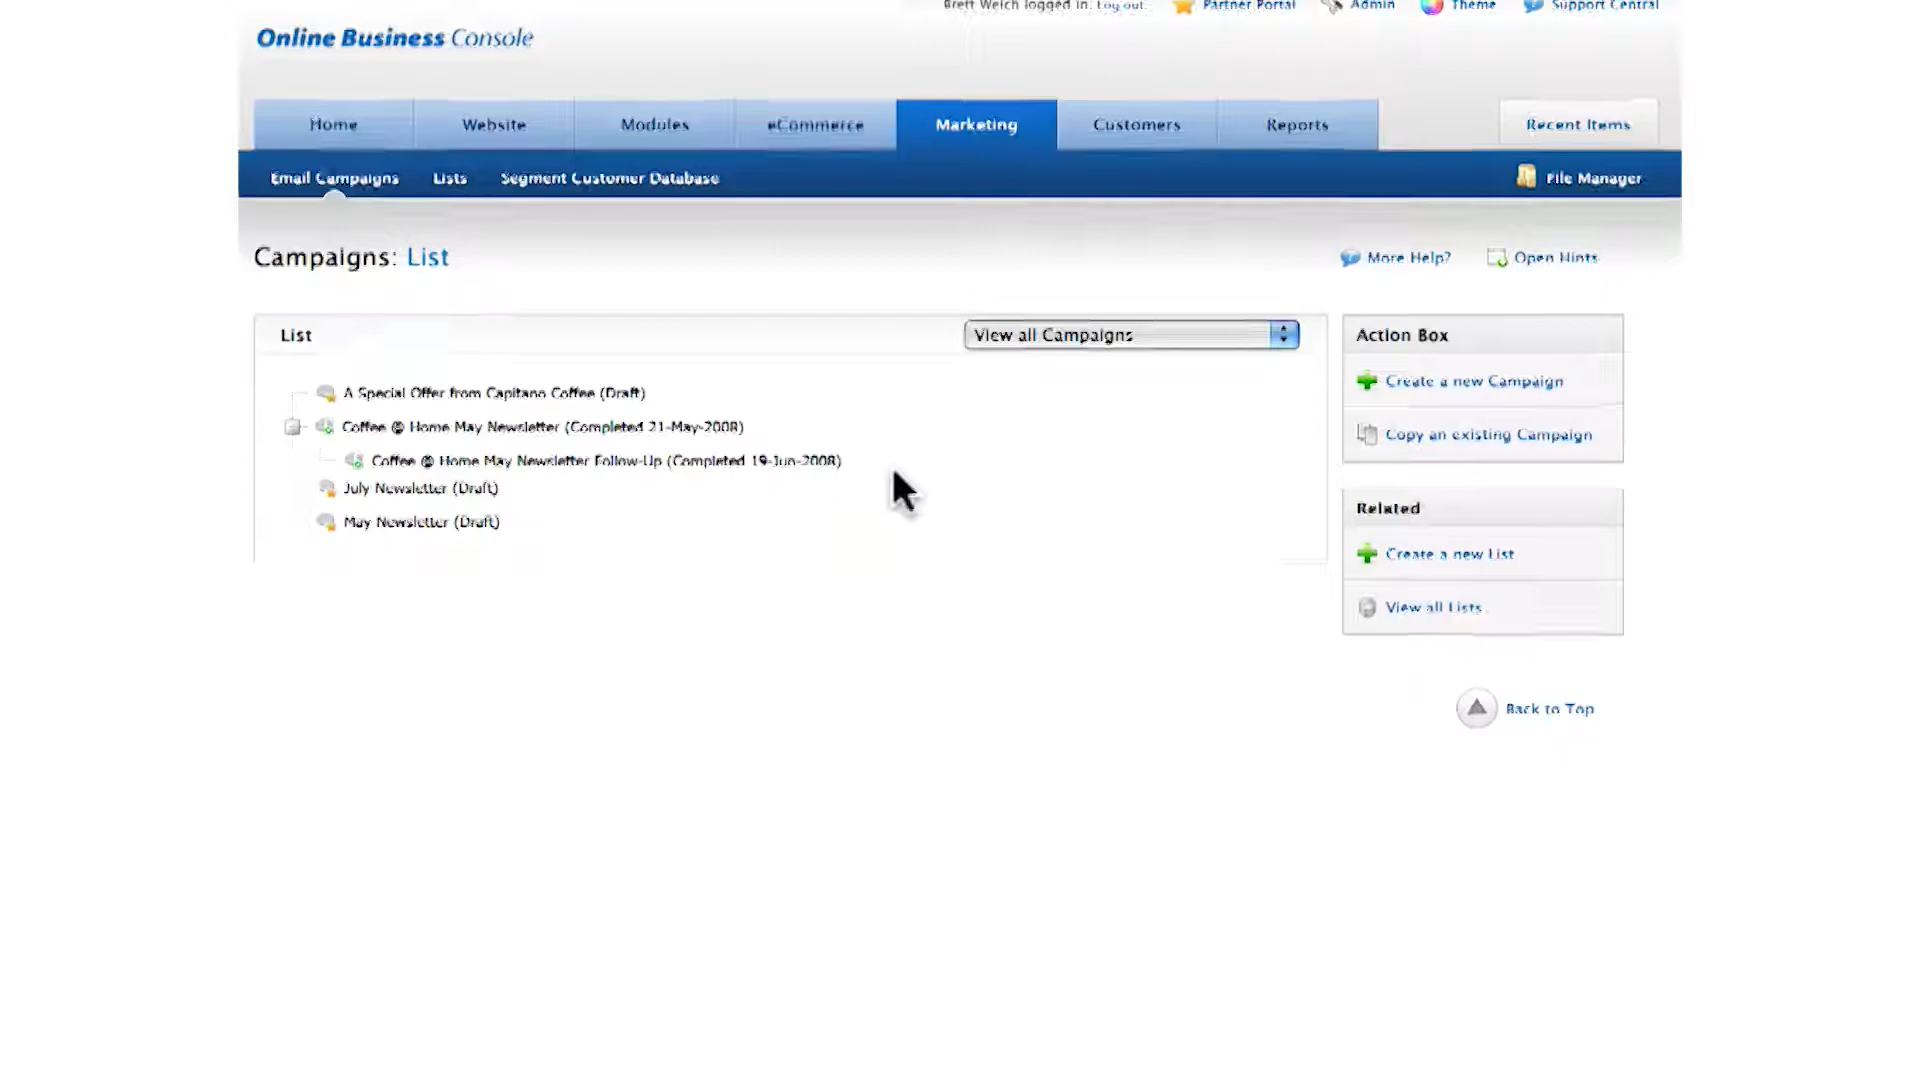 Brett Welch logged in. Log out.
Partner Portal
Admin
Theme
Support Central
Online Business Console
Home
Website
Modules
eCommerce
Marketing
Customers
Reports
Recent Items
Email Campaigns
Lists
Segment Customer Database
File Manager
Campaigns: List
More Help?
Open Hints
List
View all Campaigns
A Special Offer from Capitano Coffee (Draft)
Coffee @ Home May Newsletter (Completed 21-May-2008)
Coffee @ Home May Newsletter Follow-Up (Completed 19-Jun-2008)
July Newsletter (Draft)
May Newsletter (Draft)
Action Box
Create a new Campaign
Copy an existing Campaign
Related
Create a new List
View all Lists
Back to Top